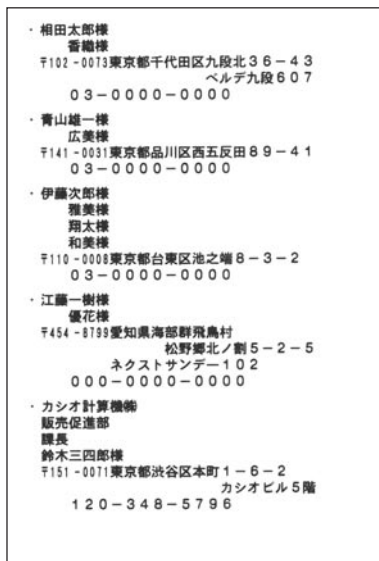 ・相田太郎様
香織様
〒102-0073東京都千代田区九段北36-43
ベルデ九段607
03-0000-0000
・青山雄一様
広美様
〒141-0031東京都品川区西五反田89-41
03-0000-0000
・伊藤次郎様
雅美様
翔太様
和美様
〒110-0008東京都台東区池之端8-3-2
03-0000-0000
・江藤一樹様
優花様
〒454-8799愛知県海部群飛鳥村
松野郷北ノ割5-2-5
ネクストサンデー102
000-0000-0000
・カシオ計算機㈱
販売促進部
課長
鈴木三四郎様
〒151-0071東京都渋谷区本町1-6-2
カシオビル5階
120-348-5796